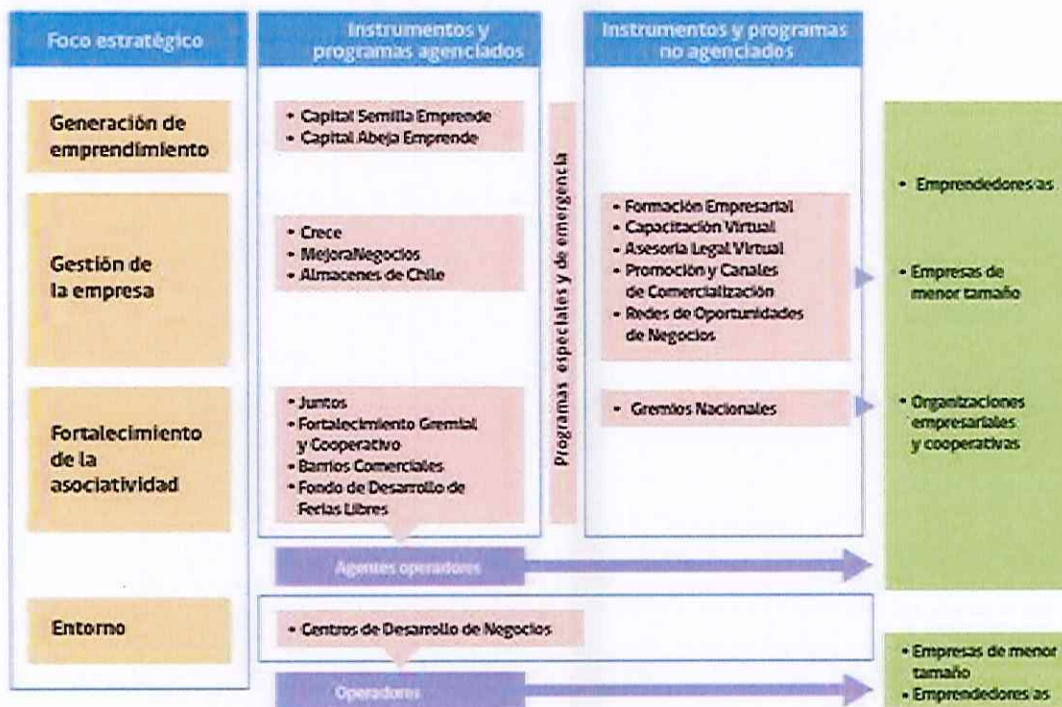 Foco estratégico
Instrumentos y
programas agenciados
Instrumentos y programas
no agenciados
Generación de
emprendimiento
• Capital Semilla Emprende
• Capital Abeja Emprende
Gestión de
la empresa
• Crece
• MejoraNegocios
• Almacenes de Chile
Programas especiales y de emergencia
• Formación Empresarial
• Capacitación Virtual
• Asesoría Legal Virtual
• Promoción y Canales
de Comercialización
• Redes de Oportunidades
de Negocios
• Emprendedores/as
• Empresas de
menor tamaño
• Organizaciones
empresariales
y cooperativas
Fortalecimiento
de la
asociatividad
• Juntos
• Fortalecimiento Gremial
y Cooperativo
• Barrios Comerciales
• Fondo de Desarrollo de
Ferias Libres
• Gremios Nacionales
Agentes operadores
Entorno
• Centros de Desarrollo de Negocios
Operadores
• Empresas de menor
tamaño
• Emprendedores/as